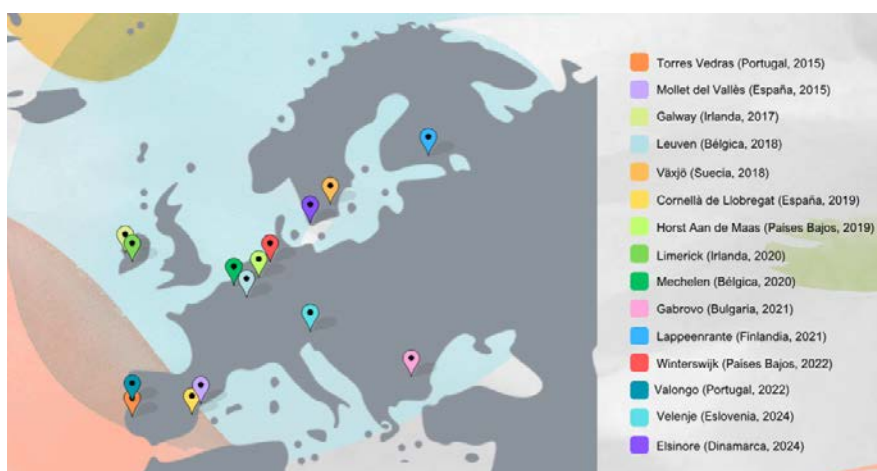 Torres Vedras (Portugal, 2015)
Mollet del Vallès (España, 2015)
Galway (Irlanda, 2017)
Leuven (Bélgica, 2018)
Växjö (Suecia, 2018)
Cornellà de Llobregat (España, 2019)
Horst Aan de Maas (Países Bajos, 2019)
Limerick (Irlanda, 2020)
Mechelen (Bélgica, 2020)
Gabrovo (Bulgaria, 2021)
Lappeenrante (Finlandia, 2021)
Winterswijk (Países Bajos, 2022)
Valongo (Portugal, 2022)
Velenje (Eslovenia, 2024)
Elsinore (Dinamarca, 2024)